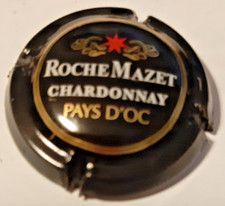 ROCHE MAZET
CHARDONNAY
PAYS D'OC